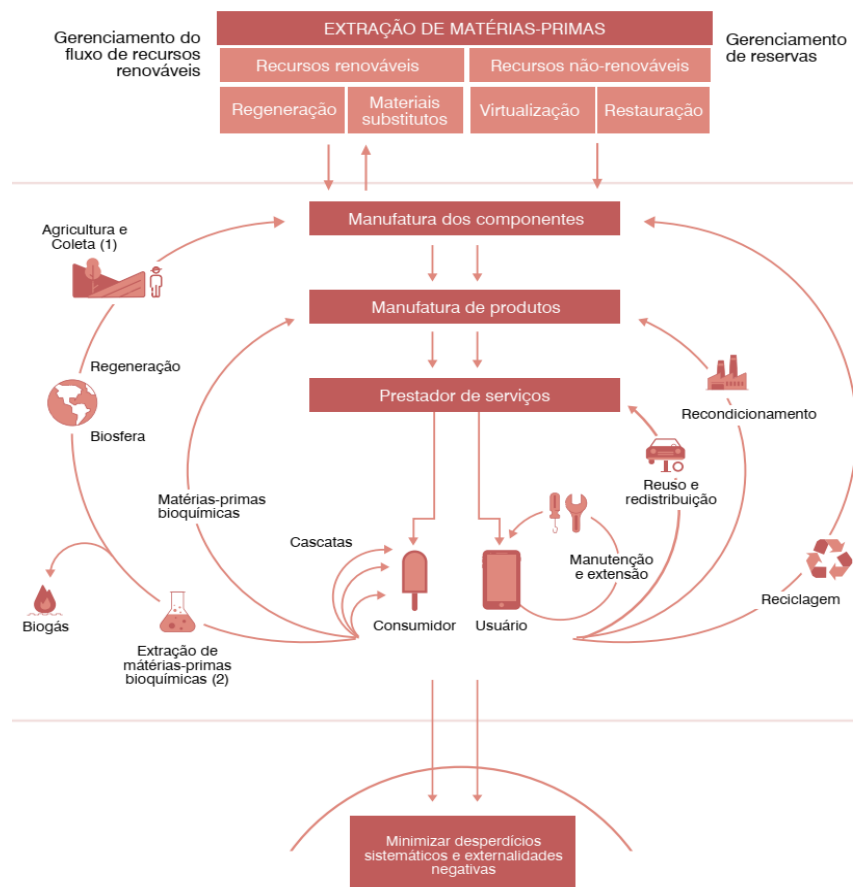 EXTRAÇÃO DE MATÉRIAS-PRIMAS
Gerenciamento do
fluxo de recursos
renováveis
Gerenciamento
de reservas
Recursos renováveis
Recursos não-renováveis
Regeneração
Materiais
substitutos
Virtualização
Restauração
Manufatura dos componentes
Agricultura e
Coleta (1)
Manufatura de produtos
Regeneração
Prestador de serviços
Recondicionamento
Biosfera
Reuso e
redistribuição
Matérias-primas
bioquímicas
Cascatas
Manutenção
e extensão
Reciclagem
Biogás
Consumidor
Usuário
Extração de
mátérias-primas
bioquímicas (2)
Minimizar desperdícios
sistemáticos e externalidades
negativas